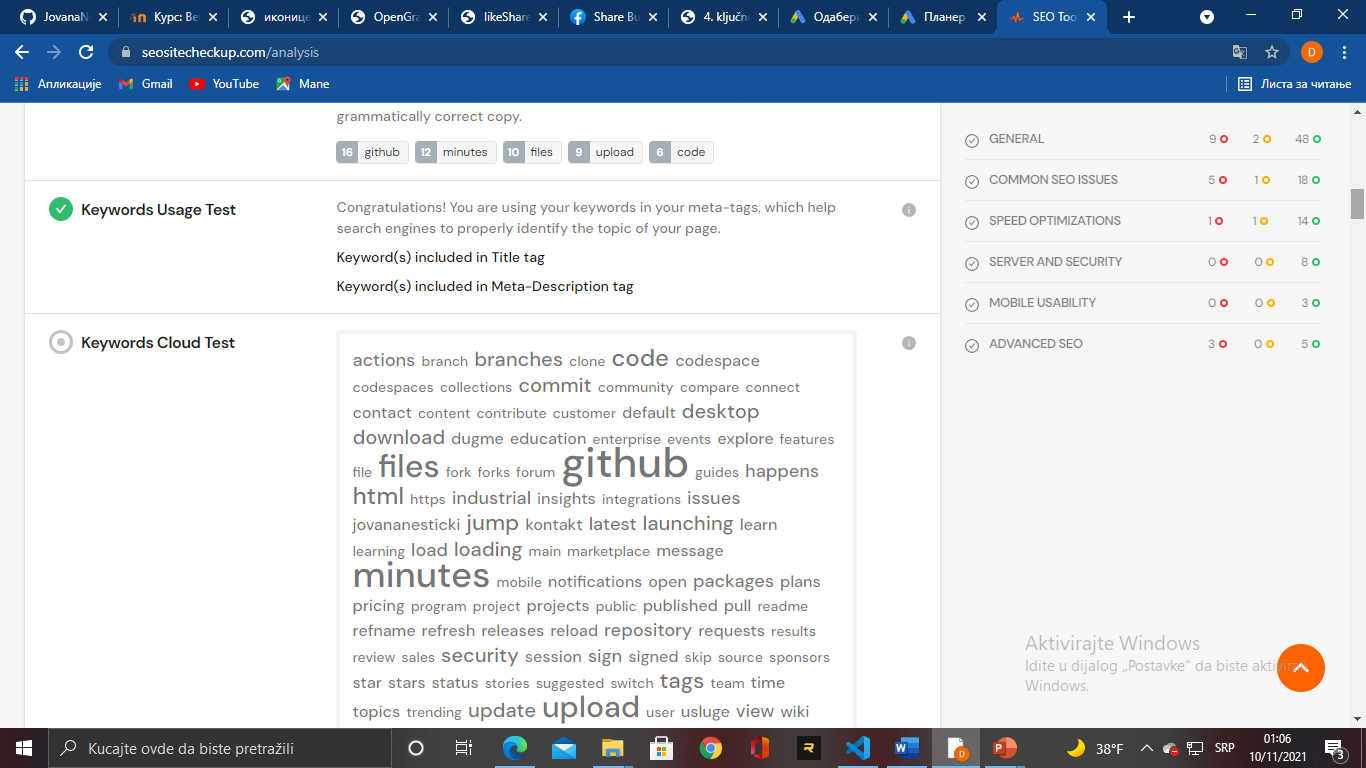 JovanaN
Курс: Ве
иконице
OpenGra
likeShare
Share Bu
4. ključno
Одабери
Планер
SEO Too
seositecheckup.com/analysis
D
Апликације
Gmail
YouTube
Мапе
Листа за читање
grammatically correct copy.
16 github 12 minutes 10 files 9 upload 6 code
Keywords Usage Test
Congratulations! You are using your keywords in your meta-tags, which help
search engines to properly identify the topic of your page.
Keyword(s) included in Title tag
Keyword(s) included in Meta-Description tag
Keywords Cloud Test
actions branch branches clone code codespace
codespaces collections commit community compare connect
contact content contribute customer default desktop
download dugme education enterprise events explore features
file files fork forks forum github guides happens
html https industrial insights integrations issues
jovananesticki jump kontakt latest launching learn
learning load loading main marketplace message
minutes mobile notifications open packages plans
pricing program project projects public published pull readme
refname refresh releases reload repository requests results
review sales security session sign signed skip source sponsors
star stars status stories suggested switch tags team time
topics trending update upload user usluge view wiki
GENERAL 9 2 48
COMMON SEO ISSUES 5 1 18
SPEED OPTIMIZATIONS 1 1 14
SERVER AND SECURITY 0 0 8
MOBILE USABILITY 0 0 3
ADVANCED SEO 3 0 5
Aktivirajte Windows
Idite u dijalog „Postavke“ da biste aktivirali
Windows.
Kucajte ovde da biste pretražili
38°F
SRP
01:06
10/11/2021
3